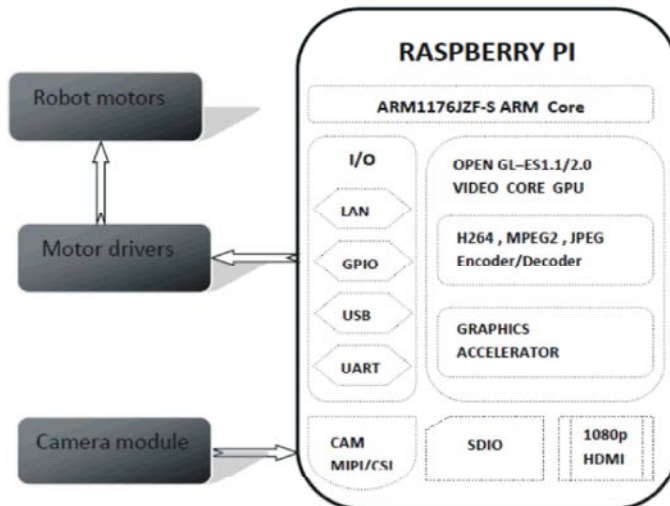 RASPBERRY PI
ARM1176JZF-S ARM Core
Robot motors
Motor drivers
Camera module
I/O
LAN
GPIO
USB
UART
OPEN GL–ES1.1/2.0
VIDEO CORE GPU
H264 , MPEG2 , JPEG
Encoder/Decoder
GRAPHICS
ACCELERATOR
CAM
MIPI/CSI
SDIO
1080p
HDMI